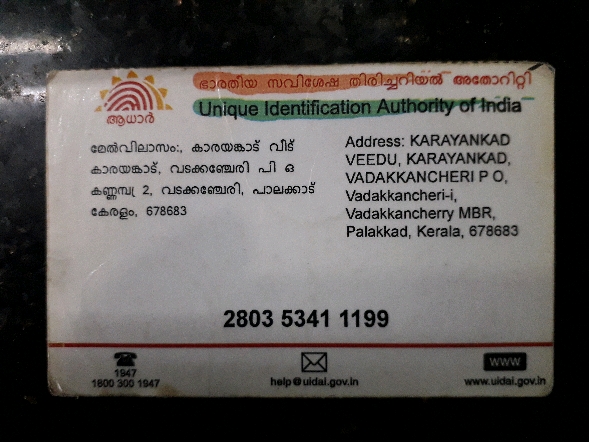 ഭാരതീയ സവിശേഷ തിരിച്ചറിയൽ അതോറിറ്റി
Unique Identification Authority of India
ആധാർ
മേൽവിലാസം:, കാരയങ്കാട് വീട്
കാരയങ്കാട്, വടക്കഞ്ചേരി പി ഒ
2, വടക്കഞ്ചേരി, പാലക്കാട്
കേരളം, 678683
Address: KARAYANKAD
VEEDU, KARAYANKAD,
VADAKKANCHERI P O,
Vadakkancheri-i,
Vadakkancherry MBR,
Palakkad, Kerala, 678683
2803 5341 1199
1947
1800 300 1947
help@uidai.gov.in
WWW
www.uidai.gov.in